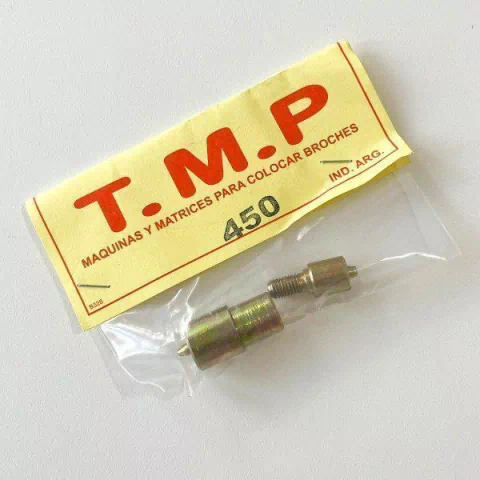 T.M.P
MAQUINAS Y MATRICES PARA COLOCAR BROCHES
450
IND. ARG.